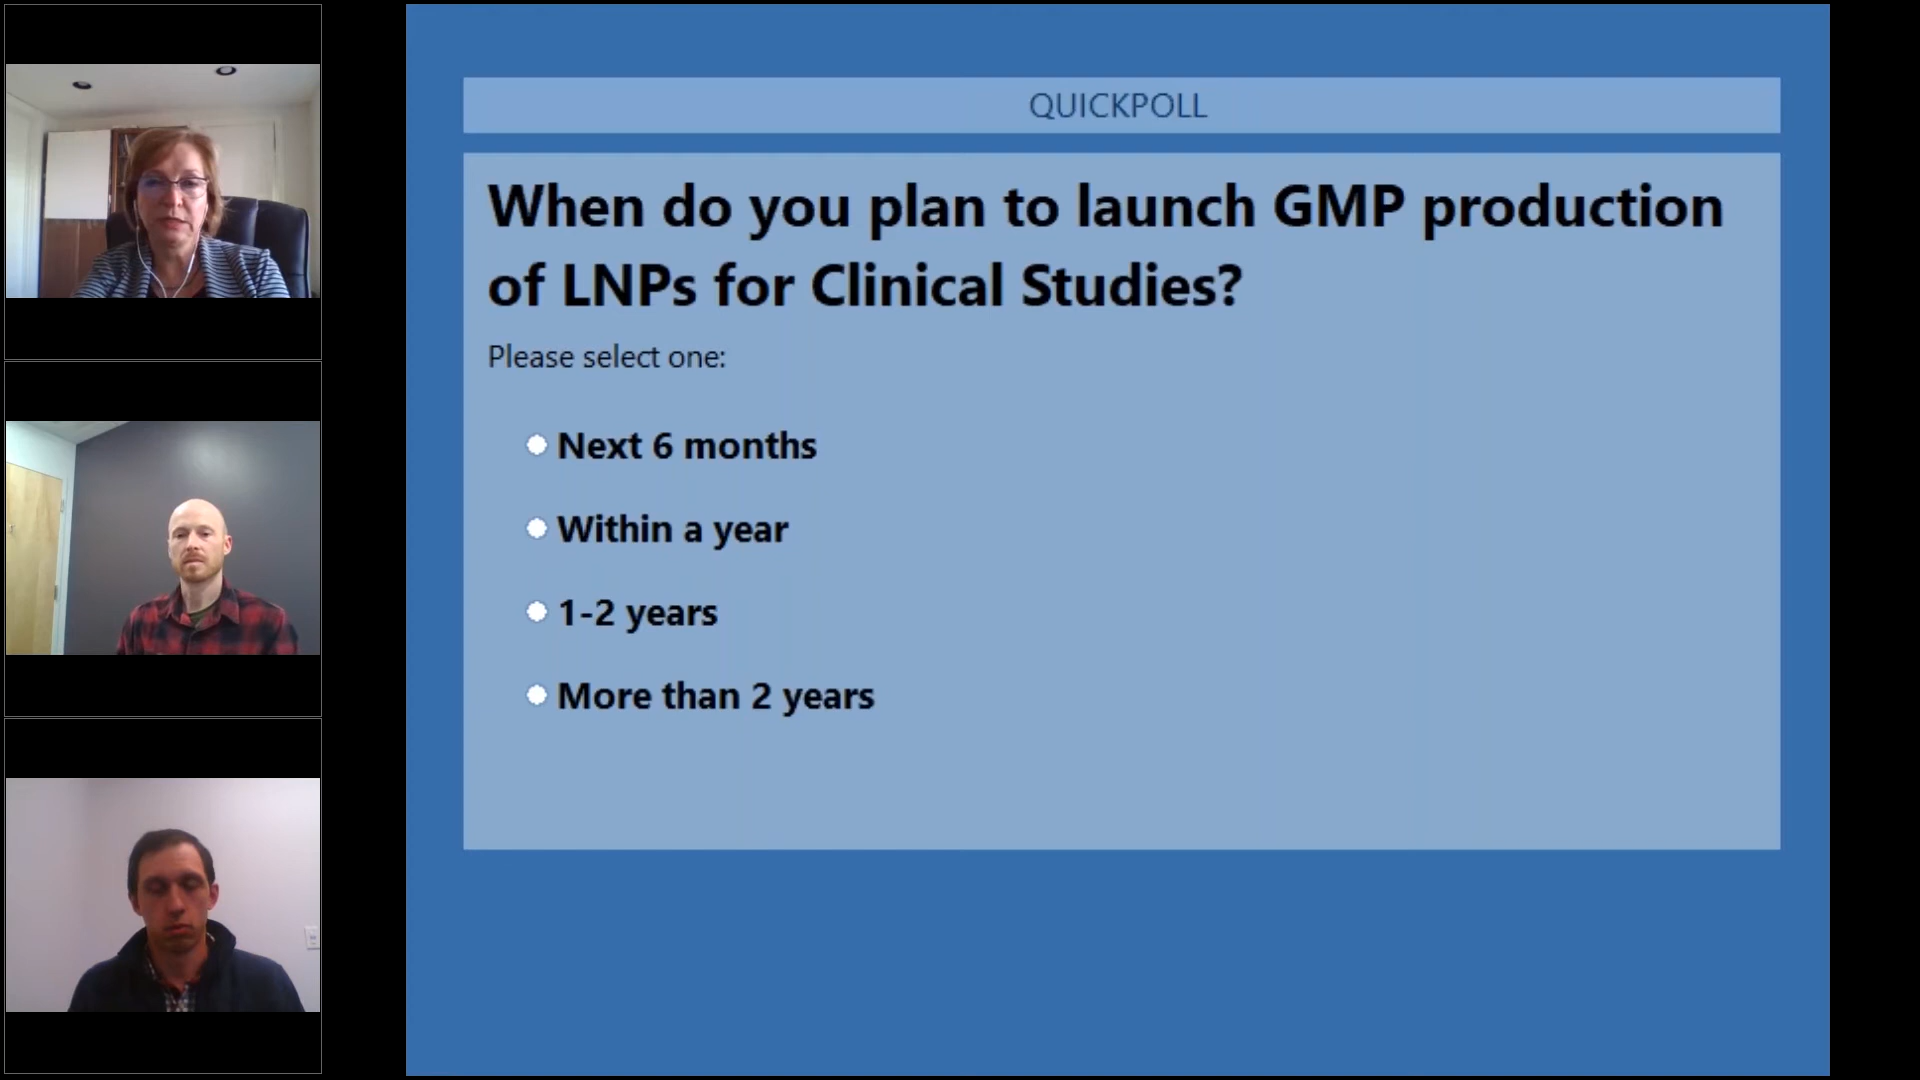 QUICKPOLL
When do you plan to launch GMP production
of LNPs for Clinical Studies?
Please select one:
Next 6 months
Within a year
1-2 years
More than 2 years